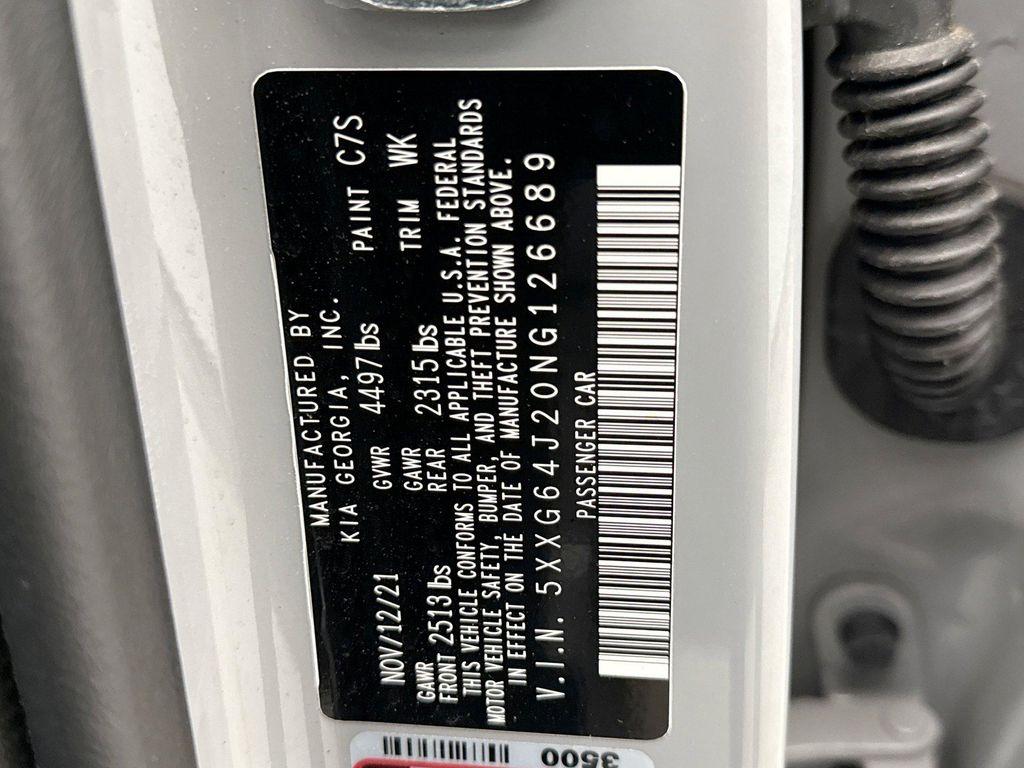 MANUFACTURED BY
KIA GEORGIA, INC.
NOV/12/21 GVWR 4497lbs PAINT C7S
GAWR FRONT 2513lbs GAWR REAR 2315lbs TRIM WK
THIS VEHICLE CONFORMS TO ALL APPLICABLE U.S.A. FEDERAL
MOTOR VEHICLE SAFETY, BUMPER, AND THEFT PREVENTION STANDARDS
IN EFFECT ON THE DATE OF MANUFACTURE SHOWN ABOVE.
V.I.N. 5XXG64J20NG126689
PASSENGER CAR
3500